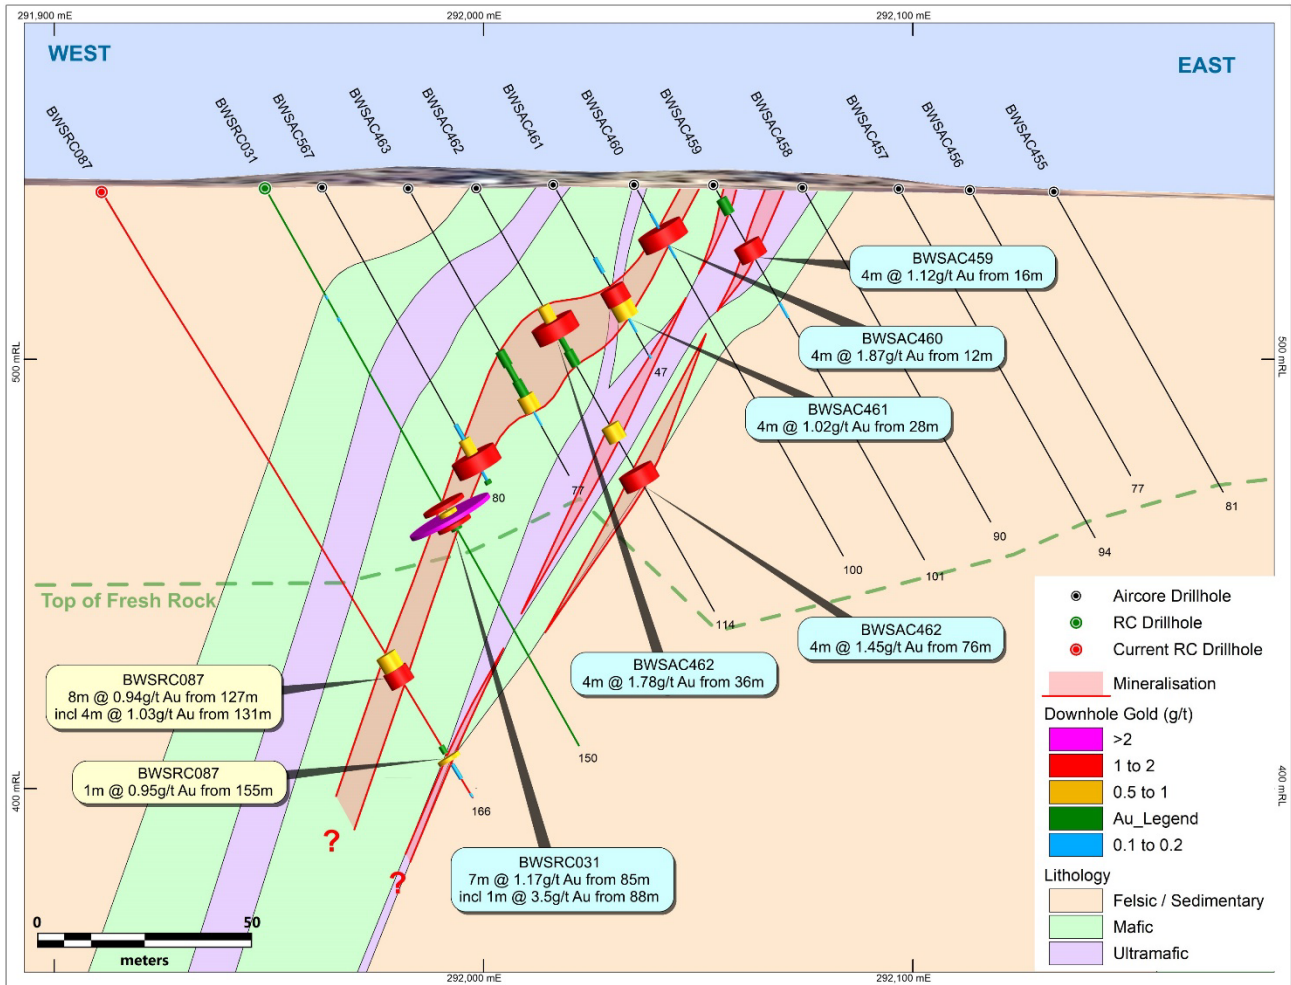 291,900 mE
292,000 mE
292,100 mE
WEST
EAST
BWSRC087
BWSRC031
BWSAC567
BWSAC463
BWSAC462
BWSAC461
BWSAC460
BWSAC459
BWSAC458
BWSAC457
BWSAC456
BWSAC455
BWSAC459
4m @ 1.12g/t Au from 16m
BWSAC460
4m @ 1.87g/t Au from 12m
500 mRL
500 mRL
47
BWSAC461
4m @ 1.02g/t Au from 28m
80
77
77
81
90
94
100
101
Top of Fresh Rock
114
BWSAC462
4m @ 1.45g/t Au from 76m
BWSAC462
4m @ 1.78g/t Au from 36m
BWSRC087
8m @ 0.94g/t Au from 127m
incl 4m @ 1.03g/t Au from 131m
150
BWSRC087
1m @ 0.95g/t Au from 155m
400 mRL
400 mRL
166
?
?
BWSRC031
7m @ 1.17g/t Au from 85m
incl 1m @ 3.5g/t Au from 88m
Aircore Drillhole
RC Drillhole
Current RC Drillhole
Mineralisation
Downhole Gold (g/t)
>2
1 to 2
0.5 to 1
Au_Legend
0.1 to 0.2
Lithology
Felsic / Sedimentary
Mafic
Ultramafic
0 50
meters
292,000 mE
292,100 mE